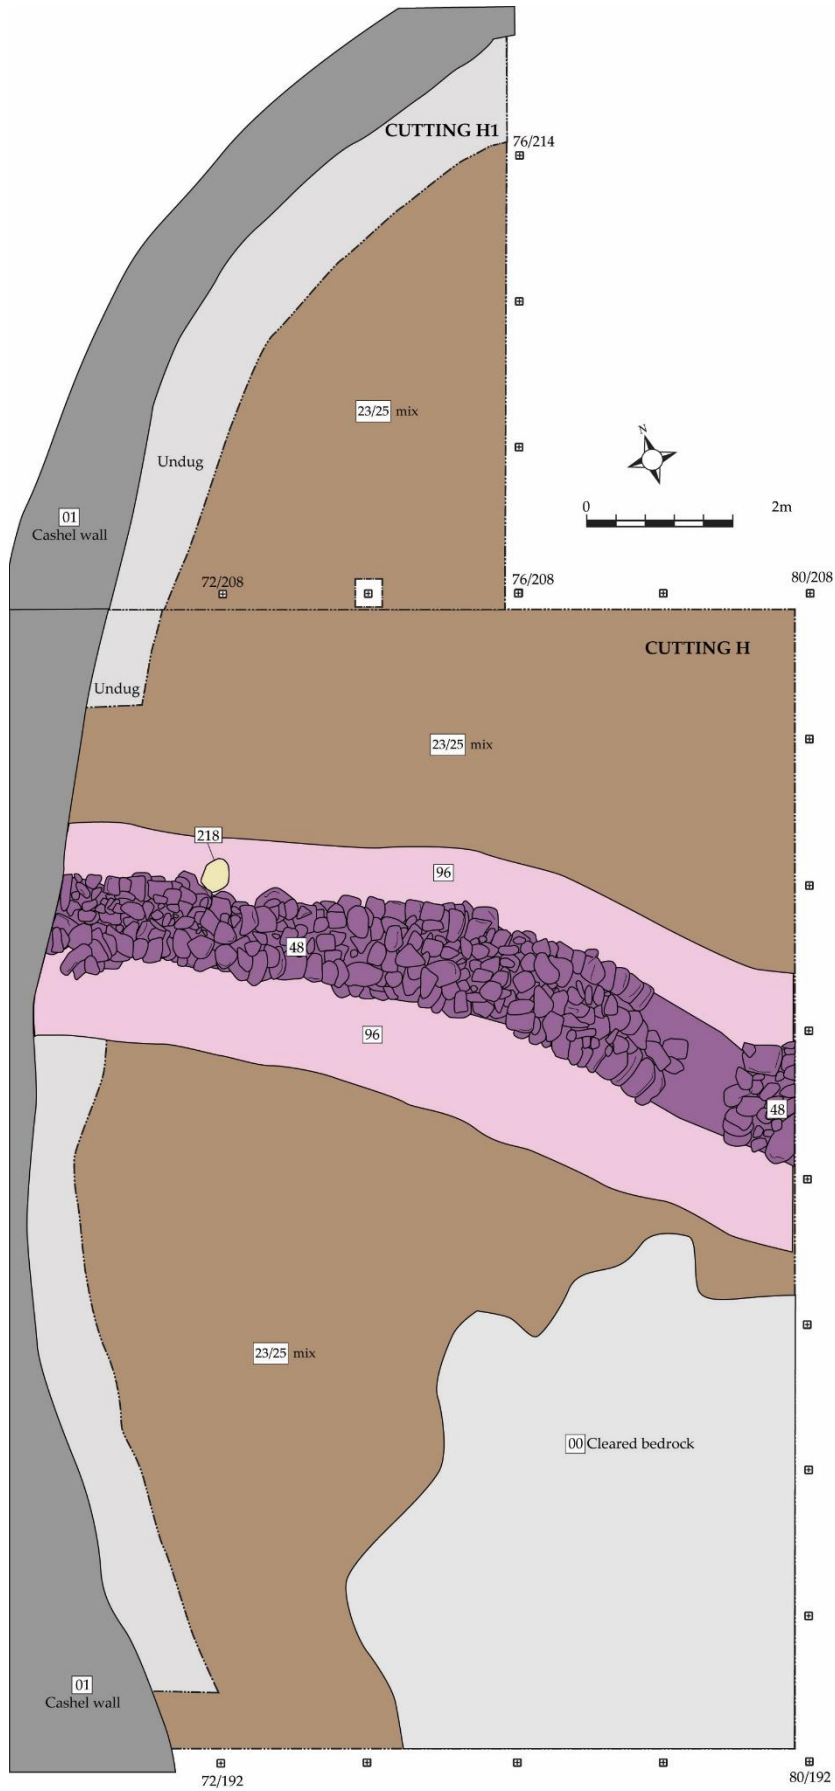 CUTTING H1
76/214
23/25 mix
N
Undug
0 2m
01
Cashel wall
72/208
76/208
80/208
CUTTING H
Undug
23/25 mix
218
96
48
96
48
23/25 mix
00 Cleared bedrock
01
Cashel wall
72/192
80/192